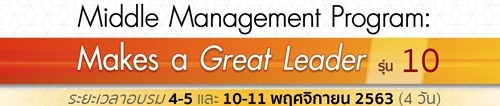 Middle Management Program:
Makes a Great Leader รุ่น 10
ระยะเวลาอบรม 4-5 และ 10-11 พฤศจิกายน 2563 (4 วัน)